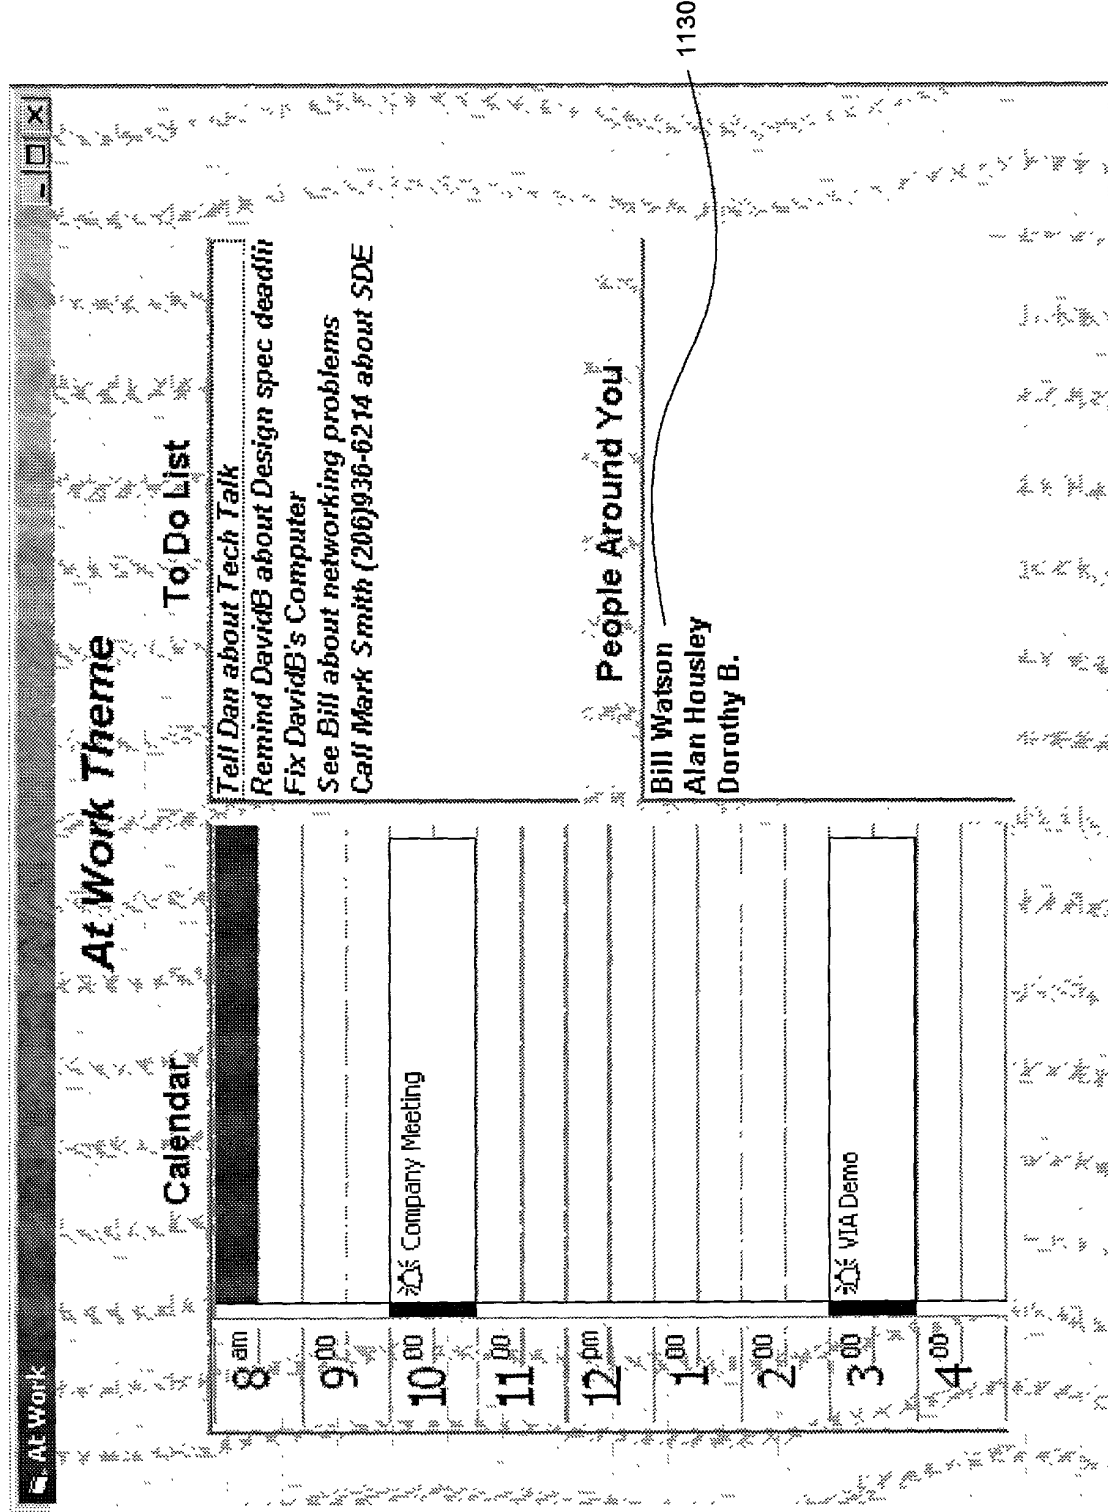 At Work
At Work Theme
Calendar
8 am
9 00
10 00
Company Meeting
11 00
12 pm
1 00
2 00
3 00
VIA Demo
4 00
To Do List
Tell Dan about Tech Talk
Remind DavidB about Design spec deadlin
Fix DavidB's Computer
See Bill about networking problems
Call Mark Smith (206)936-6214 about SDE
People Around You
Bill Watson
Alan Housley
Dorothy B.
1130